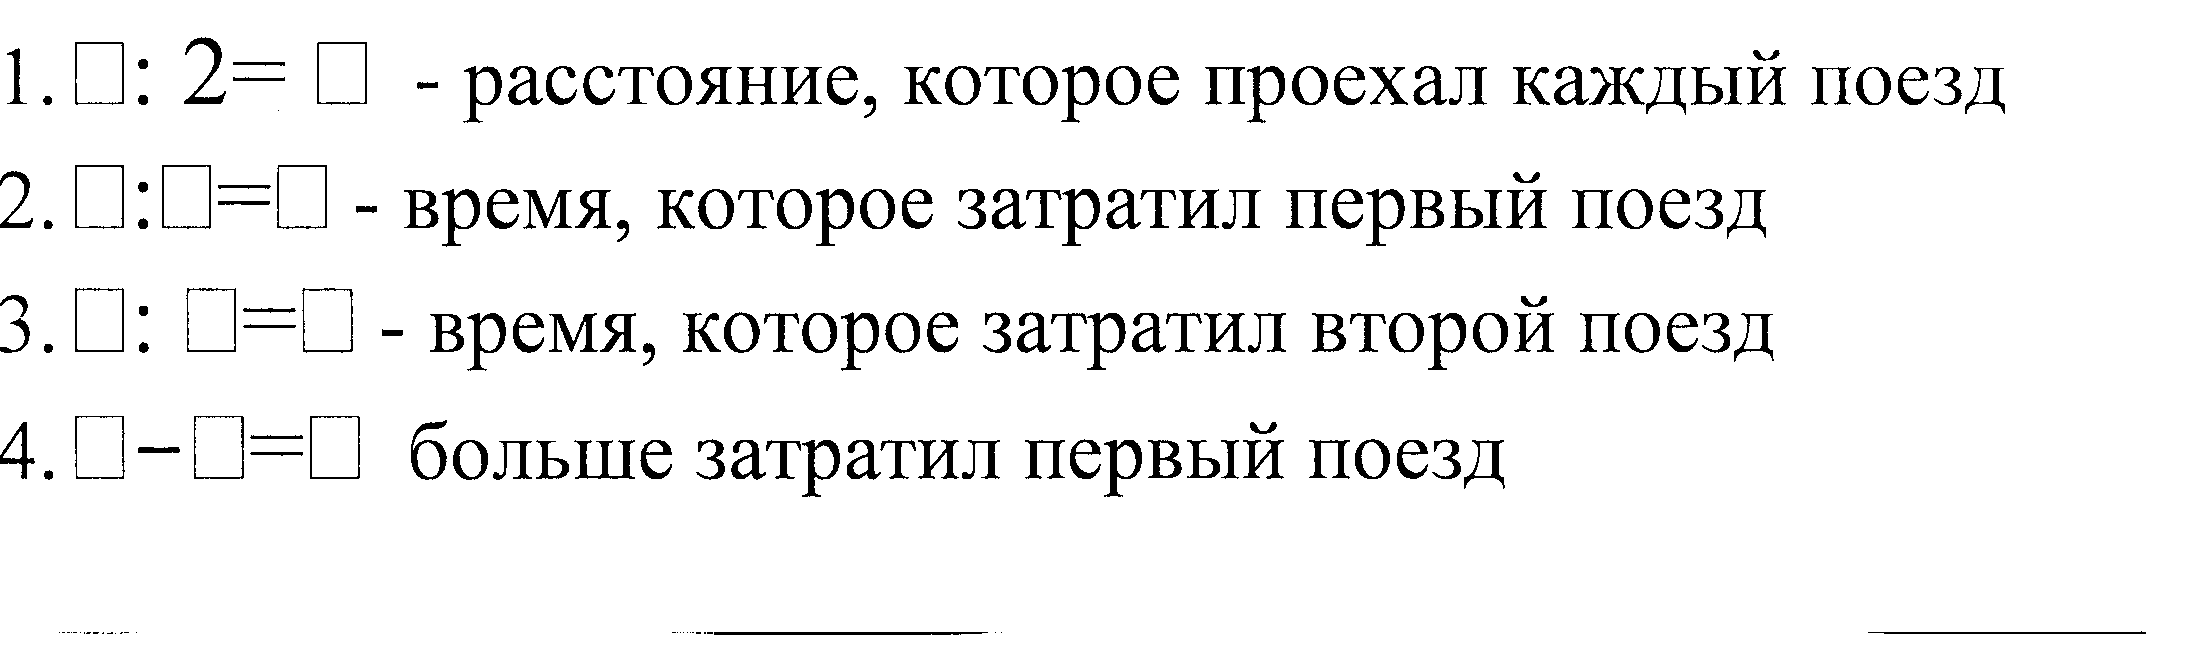 1. □: 2= □ - расстояние, которое проехал каждый поезд
2. □:□=□ - время, которое затратил первый поезд
3. □: □=□ - время, которое затратил второй поезд
4. □−□=□ больше затратил первый поезд